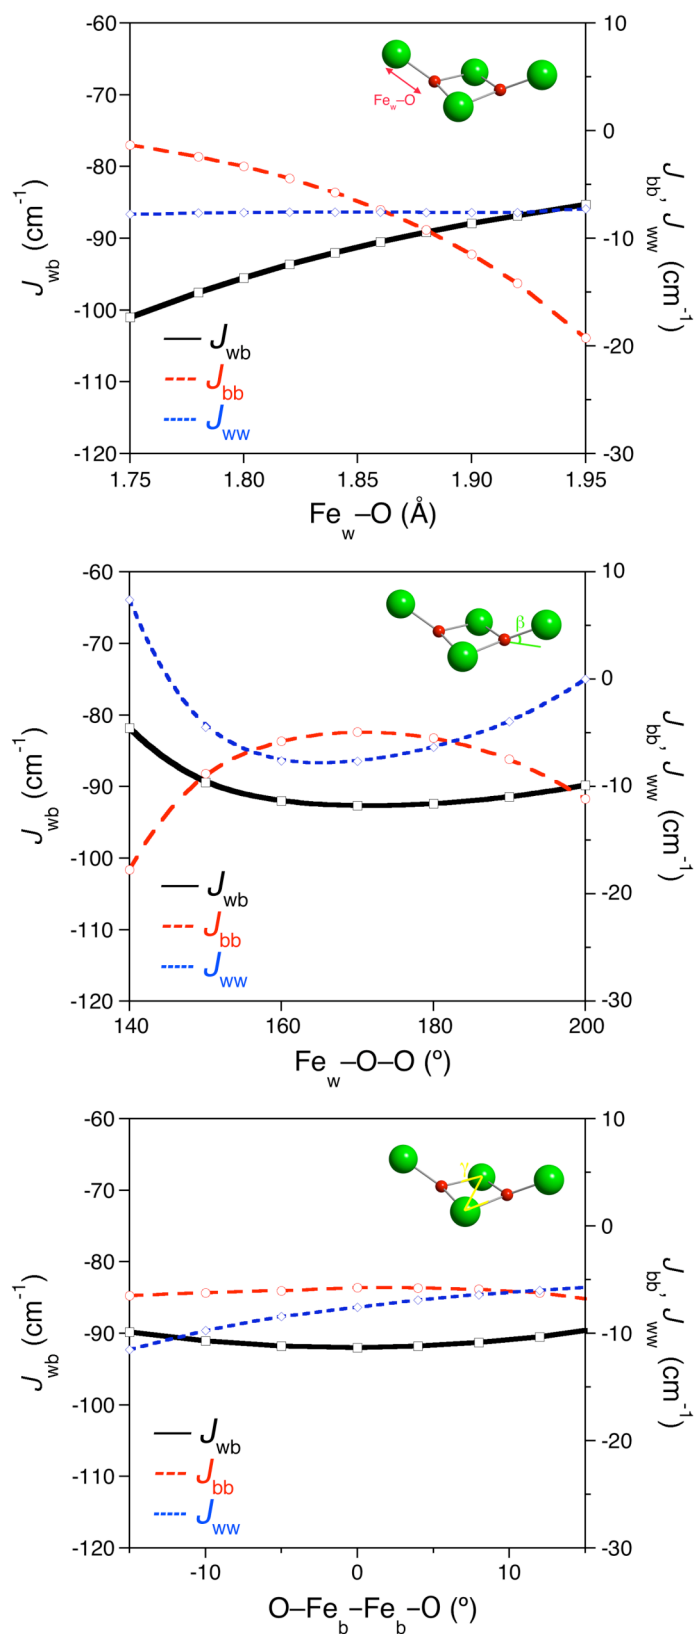 -60
-70
-80
-90
-100
-110
-120
J_wb (cm⁻¹)
10
0
-10
-20
-30
J_bb, J_ww (cm⁻¹)
Fe_w–O
J_wb
J_bb
J_ww
1.75 1.80 1.85 1.90 1.95
Fe_w–O (Å)
-60
-70
-80
-90
-100
-110
-120
J_wb (cm⁻¹)
10
0
-10
-20
-30
J_bb, J_ww (cm⁻¹)
β
J_wb
J_bb
J_ww
140 160 180 200
Fe_w–O–O (º)
-60
-70
-80
-90
-100
-110
-120
J_wb (cm⁻¹)
10
0
-10
-20
-30
J_bb, J_ww (cm⁻¹)
γ
J_wb
J_bb
J_ww
-10 0 10
O–Fe_b–Fe_b–O (º)